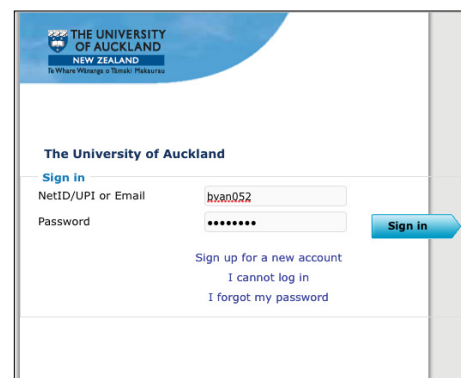 THE UNIVERSITY
OF AUCKLAND
NEW ZEALAND
Te Whare Wānanga o Tāmaki Makaurau
The University of Auckland
Sign in
NetID/UPI or Email bvan052
Password ••••••••
Sign in
Sign up for a new account
I cannot log in
I forgot my password